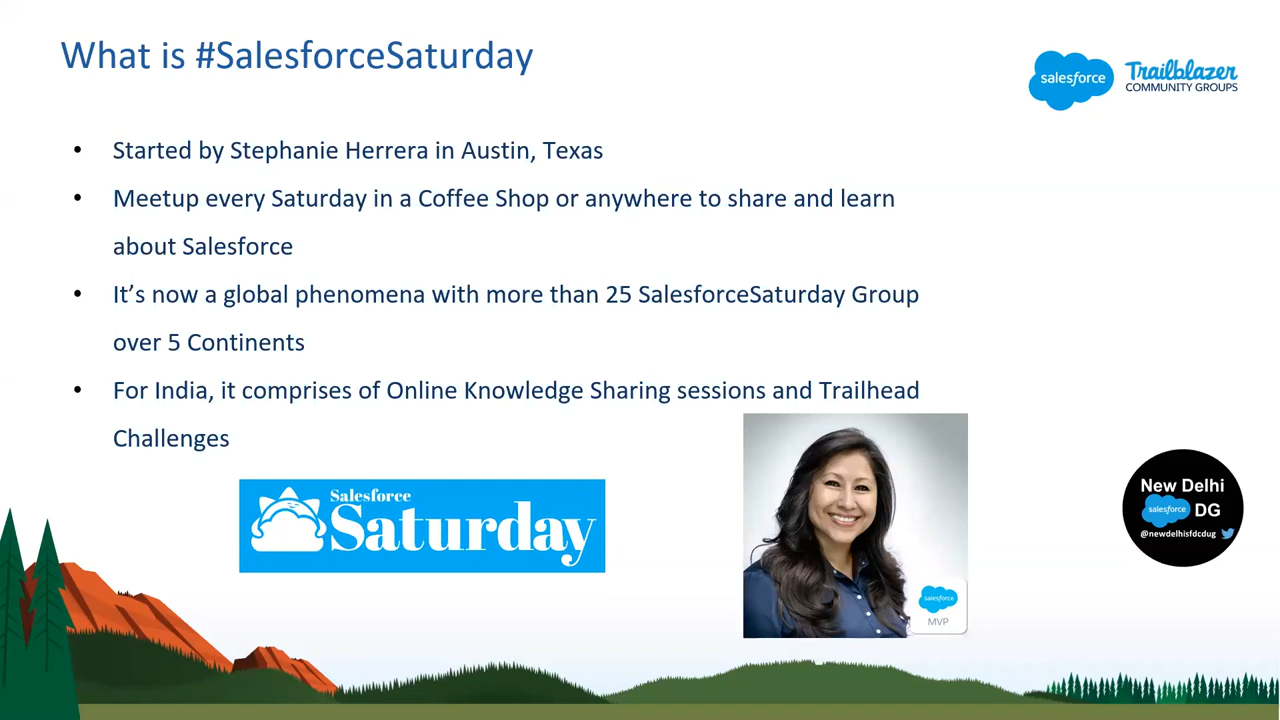 What is #SalesforceSaturday
salesforce
Trailblazer
COMMUNITY GROUPS
• Started by Stephanie Herrera in Austin, Texas
• Meetup every Saturday in a Coffee Shop or anywhere to share and learn
about Salesforce
• It’s now a global phenomena with more than 25 SalesforceSaturday Group
over 5 Continents
• For India, it comprises of Online Knowledge Sharing sessions and Trailhead
Challenges
Salesforce
Saturday
salesforce
MVP
New Delhi
salesforce DG
@newdelhisfdcdug